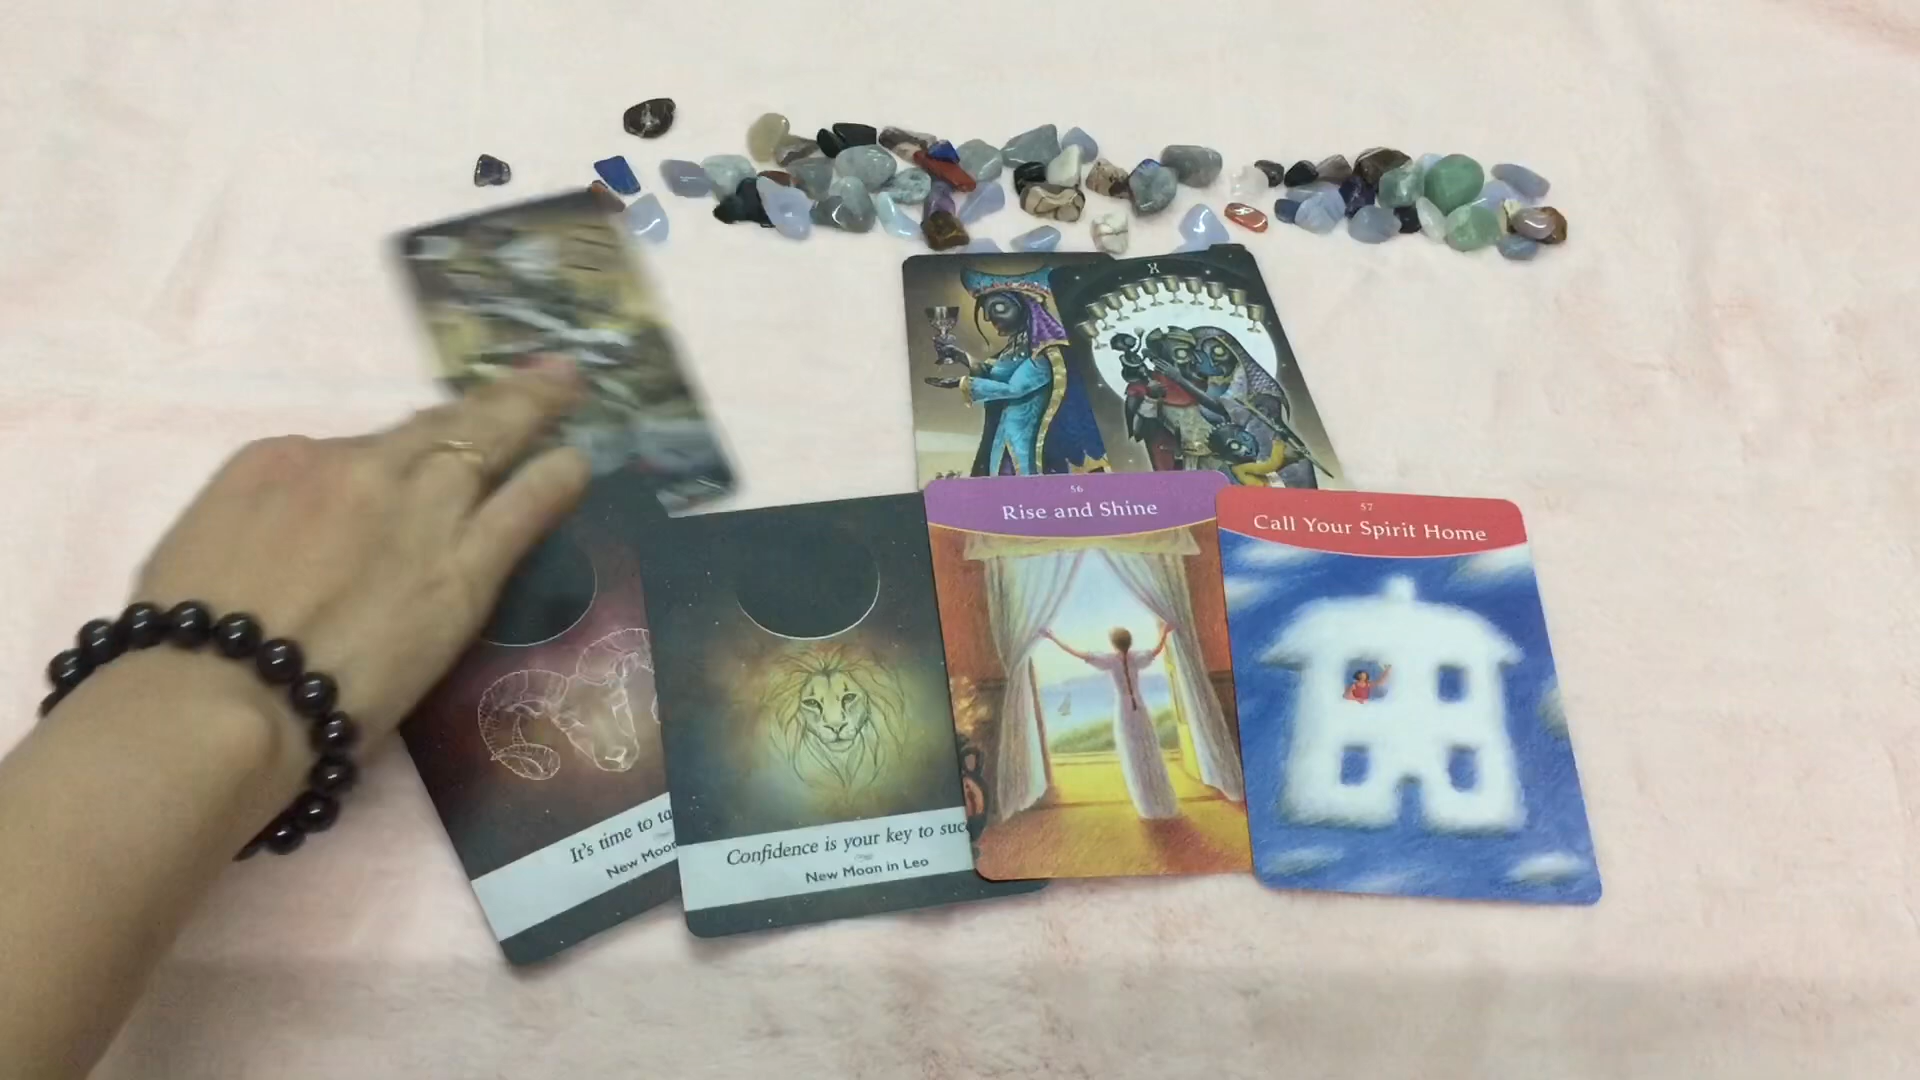 X
56
Rise and Shine
57
Call Your Spirit Home
It's time to ta
New Moon
Confidence is your key to suc
New Moon in Leo